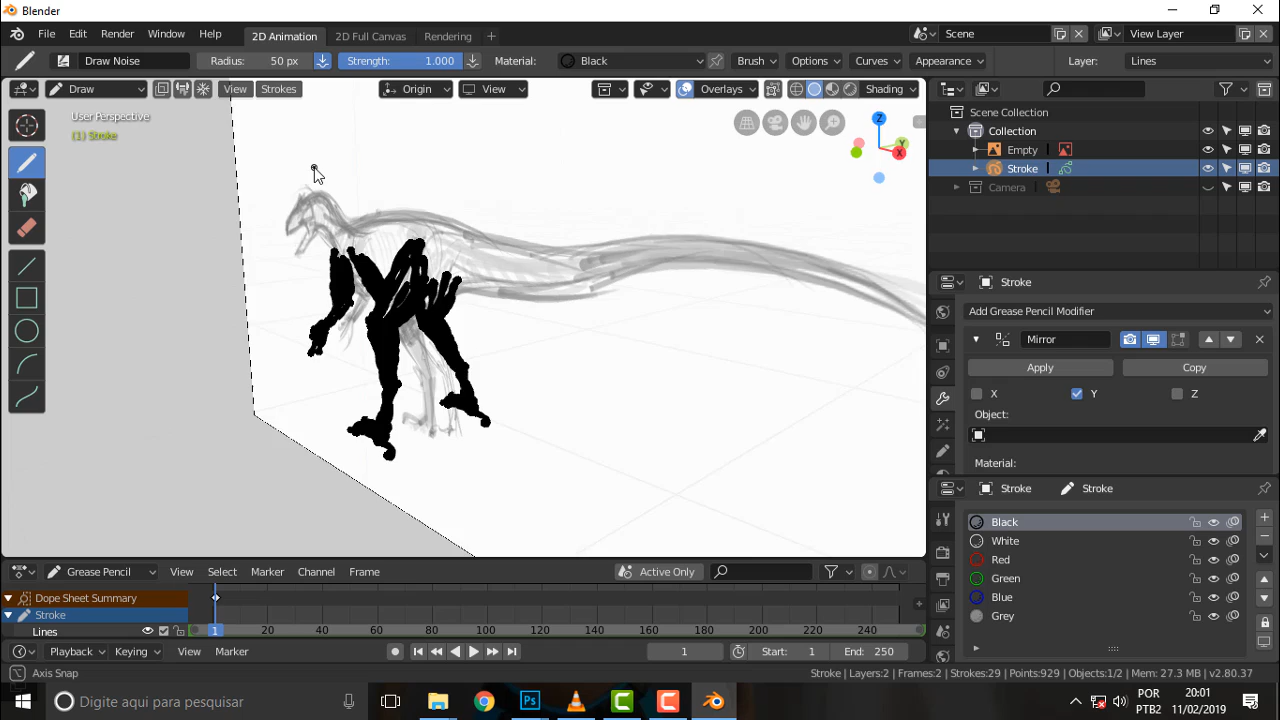 Blender
File Edit Render Window Help 2D Animation 2D Full Canvas Rendering Scene View Layer
Draw Noise Radius: 50 px Strength: 1.000 Material: Black Brush Options Curves Appearance Layer: Lines
Draw View Strokes Origin View Overlays Shading
User Perspective
(1) Stroke
Z
Y
X
Scene Collection
Collection
Empty
Stroke
Camera
Stroke
Add Grease Pencil Modifier
Mirror
Apply Copy
X Y Z
Object:
Material:
Stroke Stroke
Black
White
Red
Green
Blue
Grey
Grease Pencil View Select Marker Channel Frame Active Only
Dope Sheet Summary
Stroke
Lines 1 20 40 60 80 100 120 140 160 180 200 220 240
Playback Keying View Marker 1 Start: 1 End: 250
Axis Snap Stroke | Layers:2 | Frames:2 | Strokes:29 | Points:929 | Objects:1/2 | Mem: 27.3 MB | v2.80.37
Digite aqui para pesquisar Ps POR PTB2 20:01 11/02/2019